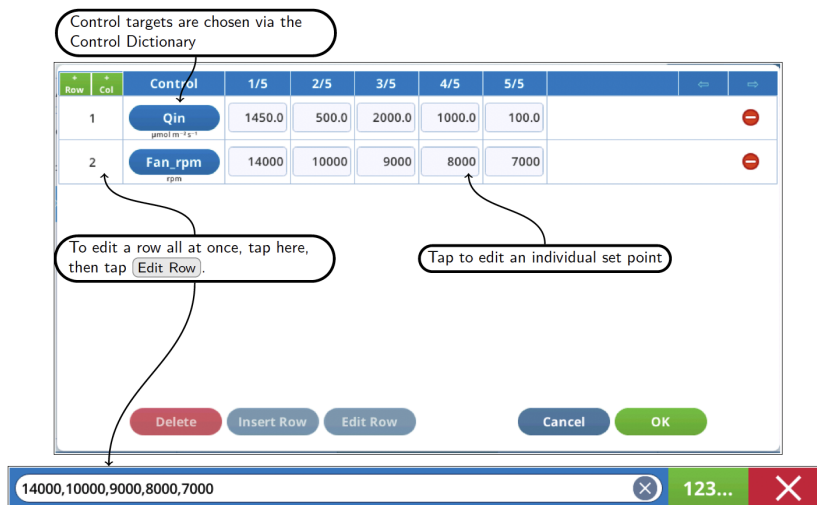 Control targets are chosen via the
Control Dictionary
+ Row + Col Control 1/5 2/5 3/5 4/5 5/5 ⇦ ⇨
1 Qin 1450.0 500.0 2000.0 1000.0 100.0
µmol m⁻² s⁻¹
2 Fan_rpm 14000 10000 9000 8000 7000
rpm
To edit a row all at once, tap here,
then tap Edit Row.
Tap to edit an individual set point
Delete Insert Row Edit Row Cancel OK
14000,10000,9000,8000,7000 123...